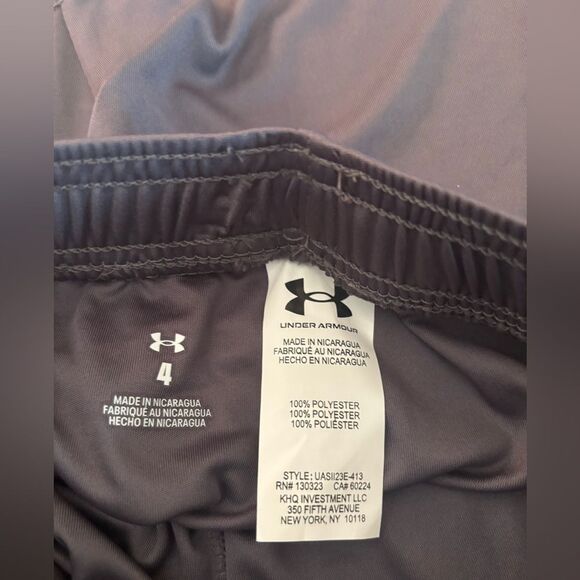 4
MADE IN NICARAGUA
FABRIQUÉ AU NICARAGUA
HECHO EN NICARAGUA
UNDER ARMOUR
MADE IN NICARAGUA
FABRIQUÉ AU NICARAGUA
HECHO EN NICARAGUA
100% POLYESTER
100% POLYESTER
100% POLIÉSTER
STYLE: UASII23E-413
RN# 130323 CA# 60224
KHQ INVESTMENT LLC
350 FIFTH AVENUE
NEW YORK, NY 10118